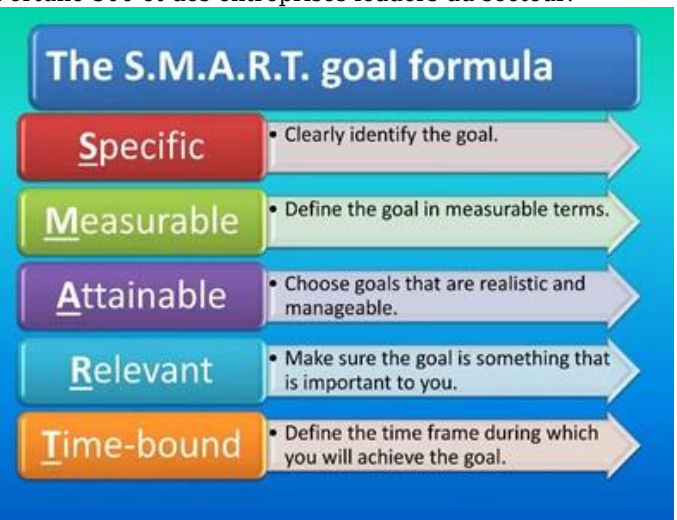 The S.M.A.R.T. goal formula
Specific
• Clearly identify the goal.
Measurable
• Define the goal in measurable terms.
Attainable
• Choose goals that are realistic and
manageable.
Relevant
• Make sure the goal is something that
is important to you.
Time-bound
• Define the time frame during which
you will achieve the goal.